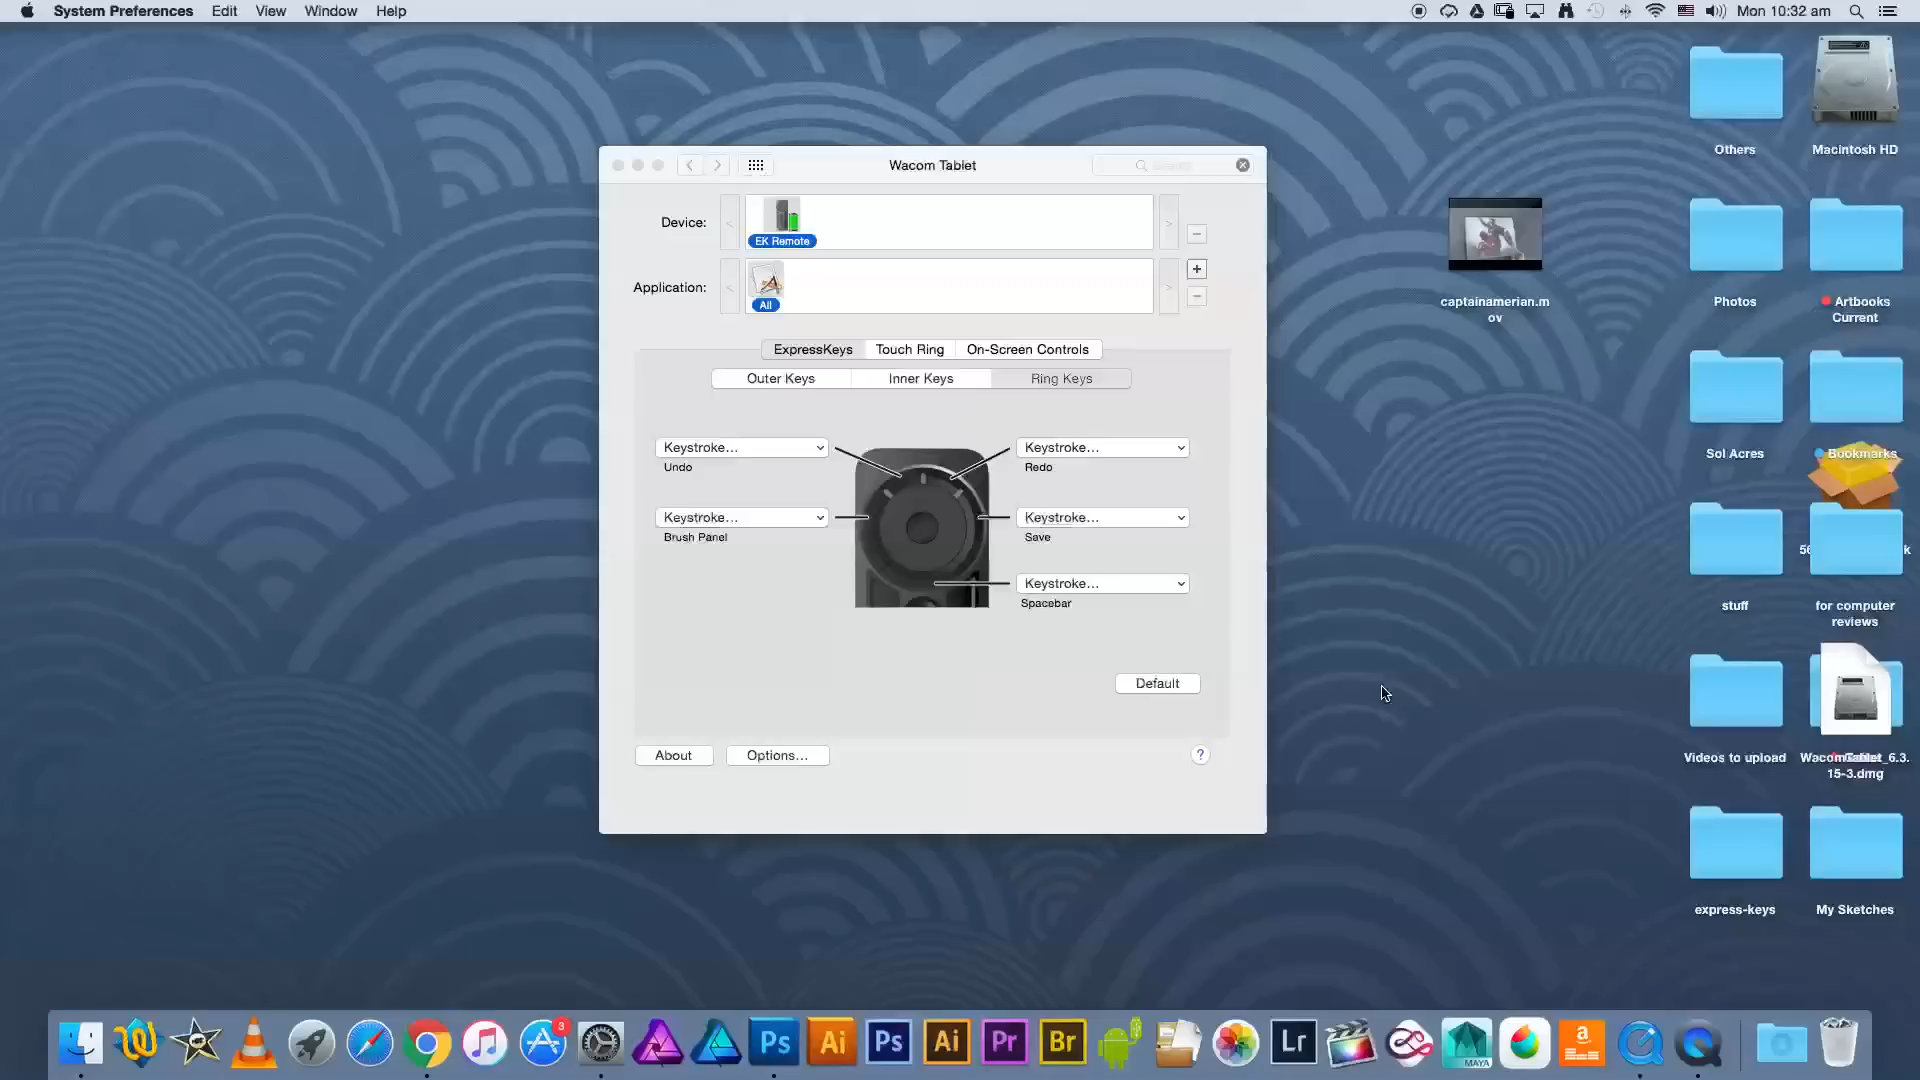 System Preferences Edit View Window Help
Mon 10:32 am
Wacom Tablet
Device:
EK Remote
Application:
All
ExpressKeys Touch Ring On-Screen Controls
Outer Keys Inner Keys Ring Keys
Keystroke...
Undo
Keystroke...
Redo
Keystroke...
Brush Panel
Keystroke...
Save
Keystroke...
Spacebar
Default
About
Options...
?
captainamerian.m
ov
Others
Macintosh HD
Photos
Artbooks
Current
Sol Acres
Bookmarks
stuff
for computer
reviews
Videos to upload
15-3.dmg
express-keys
My Sketches
3
Ps
Ai
Ps
Ai
Pr
Br
Lr
MAYA
a